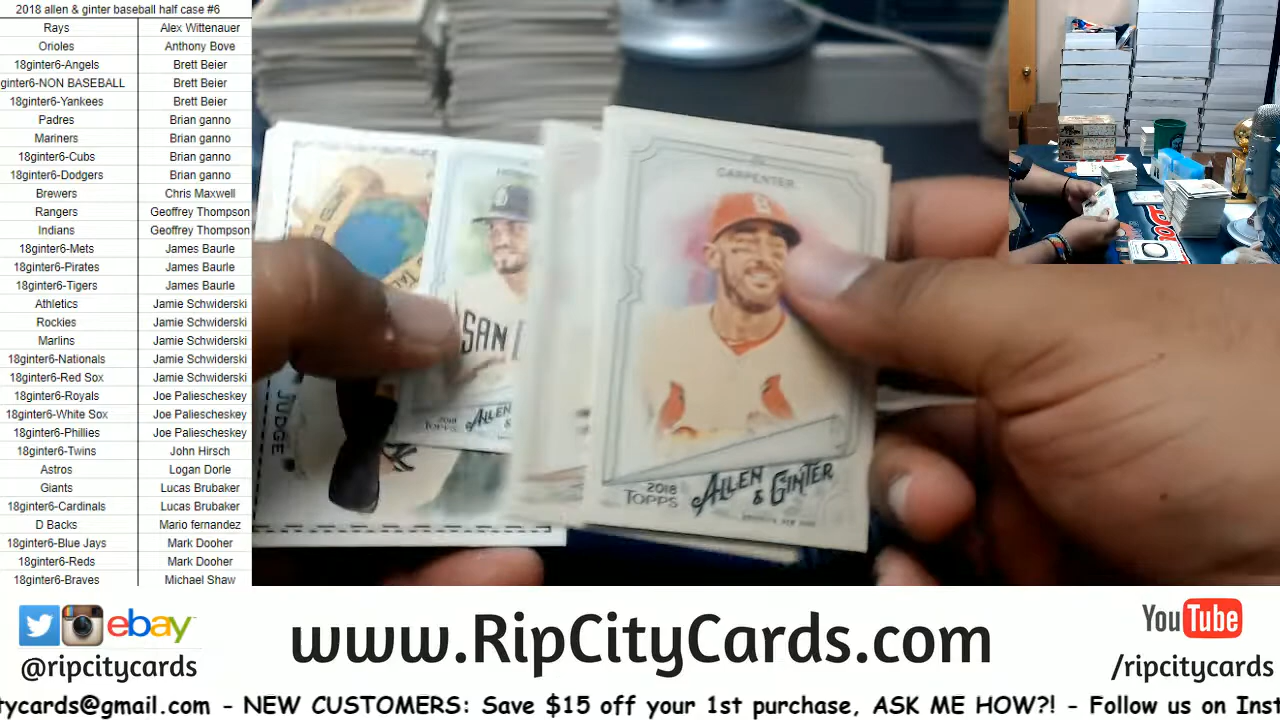 2018 allen & ginter baseball half case #6
Rays Alex Wittenauer
Orioles Anthony Bove
18ginter6-Angels Brett Beier
ginter6-NON BASEBALL Brett Beier
18ginter6-Yankees Brett Beier
Padres Brian ganno
Mariners Brian ganno
18ginter6-Cubs Brian ganno
18ginter6-Dodgers Brian ganno
Brewers Chris Maxwell
Rangers Geoffrey Thompson
Indians Geoffrey Thompson
18ginter6-Mets James Baurle
18ginter6-Pirates James Baurle
18ginter6-Tigers James Baurle
Athletics Jamie Schwiderski
Rockies Jamie Schwiderski
Marlins Jamie Schwiderski
18ginter6-Nationals Jamie Schwiderski
18ginter6-Red Sox Jamie Schwiderski
18ginter6-Royals Joe Paliescheskey
18ginter6-White Sox Joe Paliescheskey
18ginter6-Phillies Joe Paliescheskey
18ginter6-Twins John Hirsch
Astros Logan Dorle
Giants Lucas Brubaker
18ginter6-Cardinals Lucas Brubaker
D Backs Mario fernandez
18ginter6-Blue Jays Mark Dooher
18ginter6-Reds Mark Dooher
18ginter6-Braves Michael Shaw
CARPENTER
2018 TOPPS ALLEN & GINTER
SAN
2018 TOPPS ALLEN &
JUDGE
ebay
@ripcitycards
www.RipCityCards.com
YouTube
/ripcitycards
tycards@gmail.com - NEW CUSTOMERS: Save $15 off your 1st purchase, ASK ME HOW?! - Follow us on Inst